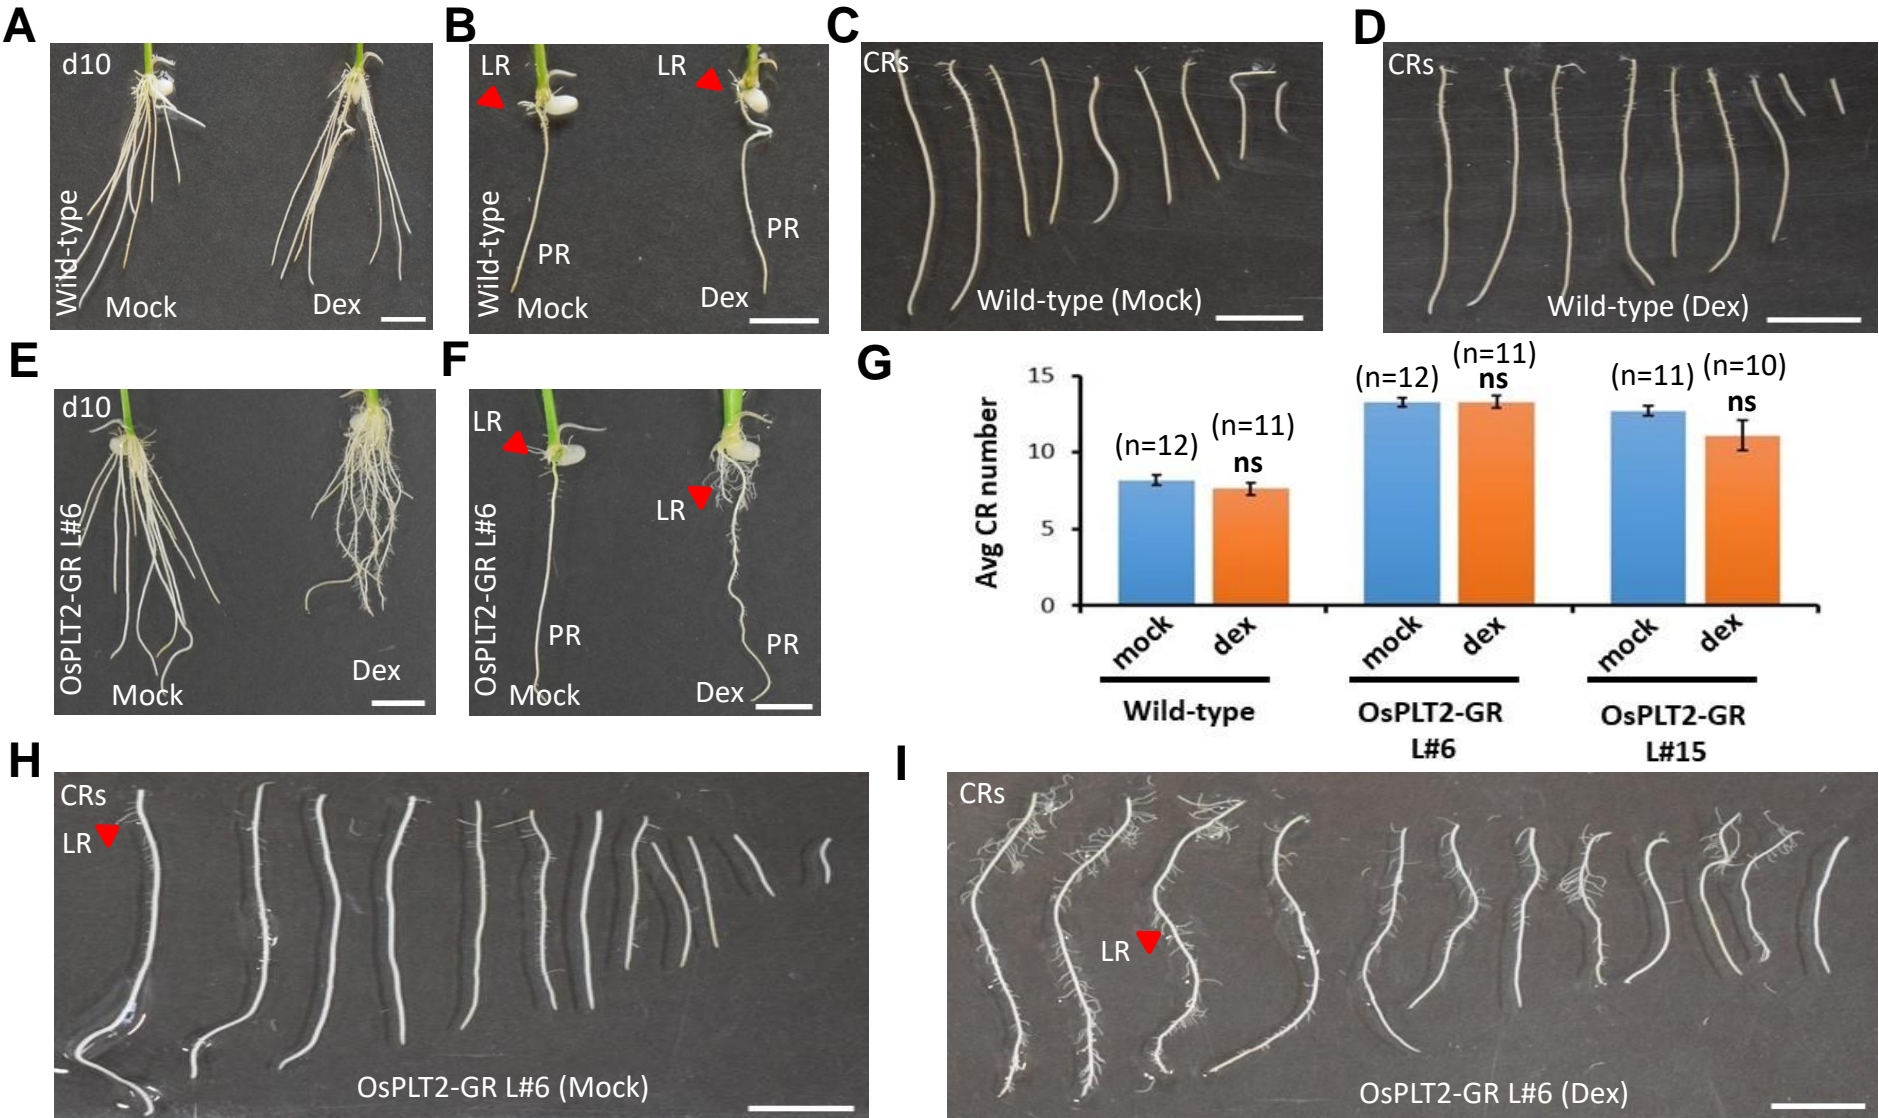 A
d10
Wild-type
Mock
Dex
B
LR
LR
Wild-type
PR
PR
Mock
Dex
C
CRs
Wild-type (Mock)
D
CRs
Wild-type (Dex)
E
d10
OsPLT2-GR L#6
Mock
Dex
F
LR
LR
OsPLT2-GR L#6
PR
PR
Mock
Dex
G
Avg CR number
15
10
5
0
(n=12)
(n=11)
ns
(n=12)
(n=11)
ns
(n=11)
(n=10)
ns
mock
dex
mock
dex
mock
dex
Wild-type
OsPLT2-GR
L#6
OsPLT2-GR
L#15
H
CRs
LR
OsPLT2-GR L#6 (Mock)
I
CRs
LR
OsPLT2-GR L#6 (Dex)